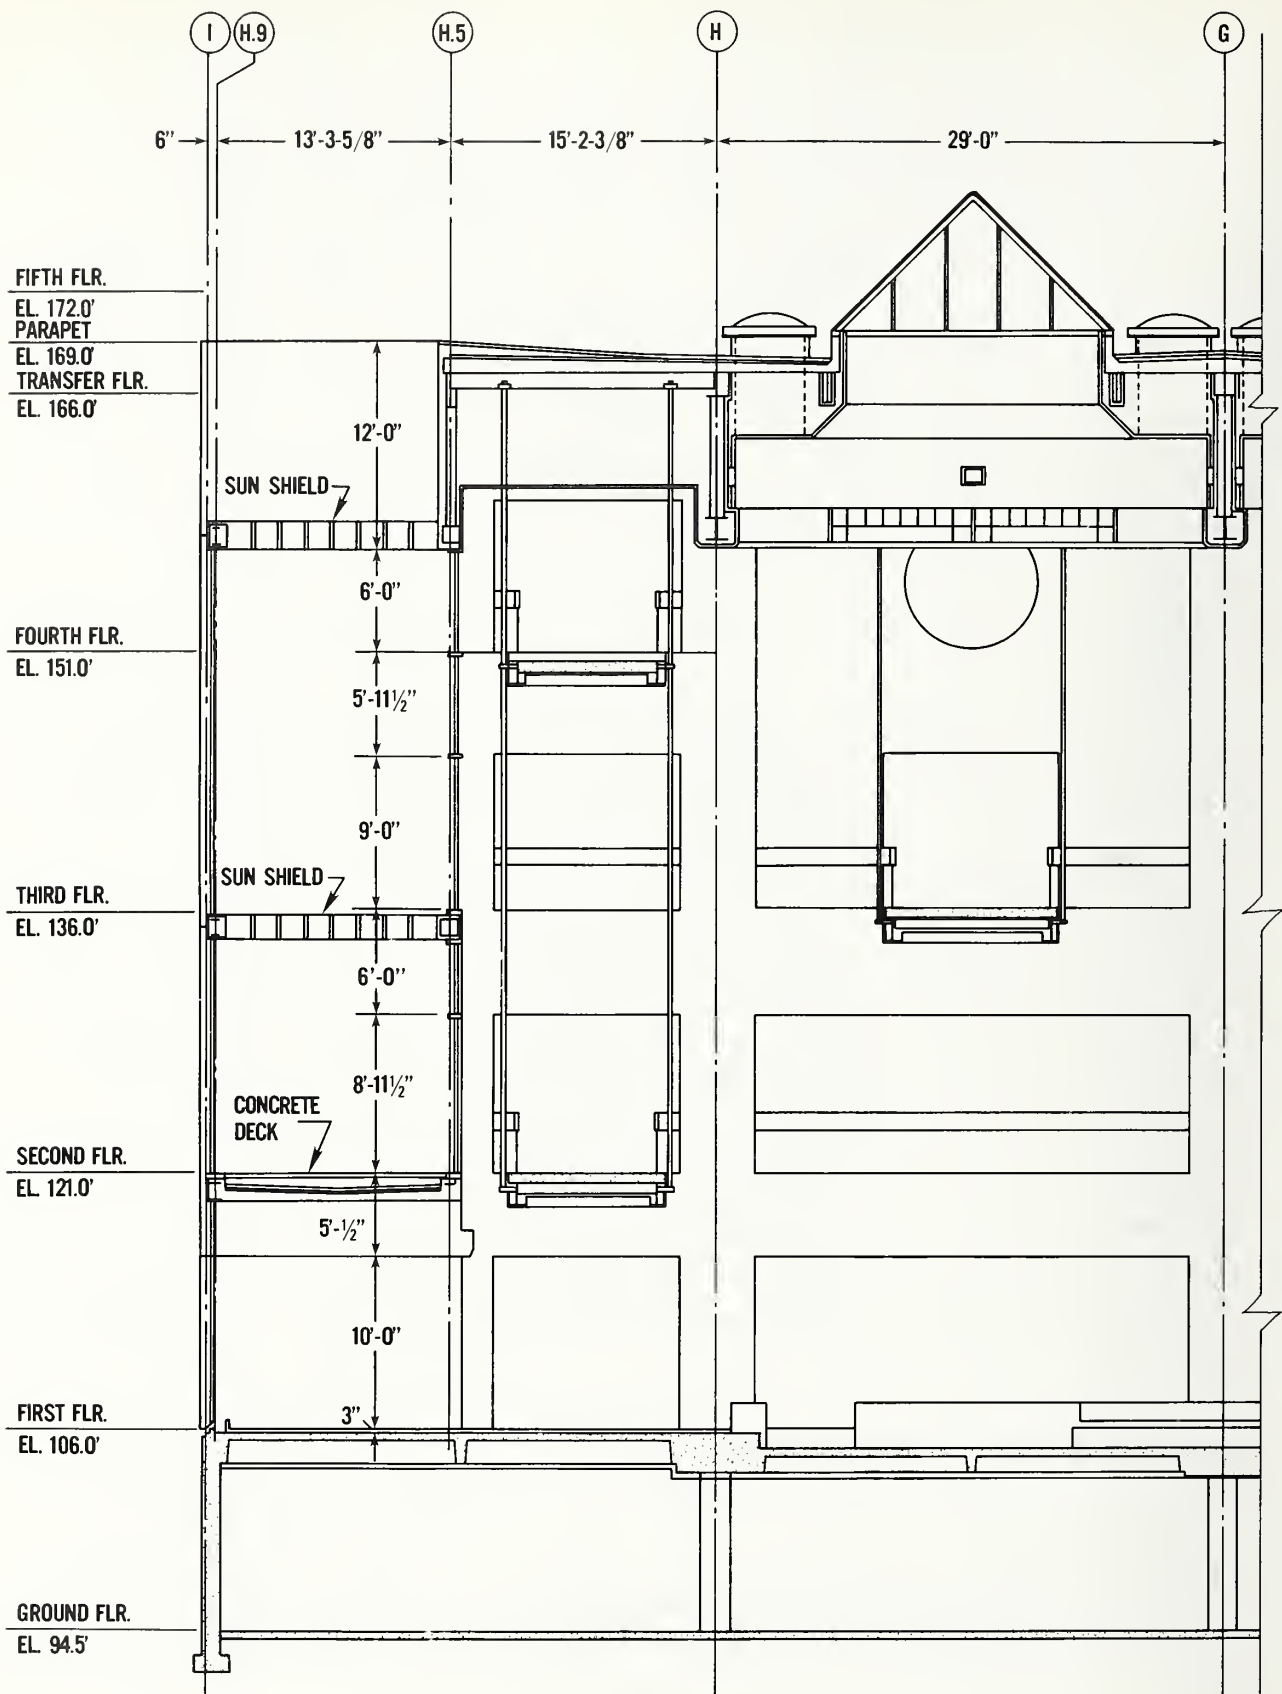 I
H.9
H.5
H
G
6"
13'-3-5/8"
15'-2-3/8"
29'-0"
FIFTH FLR.
EL. 172.0'
PARAPET
EL. 169.0'
TRANSFER FLR.
EL. 166.0'
12'-0"
SUN SHIELD
6'-0"
FOURTH FLR.
EL. 151.0'
5'-11½"
9'-0"
SUN SHIELD
THIRD FLR.
EL. 136.0'
6'-0"
8'-11½"
CONCRETE
DECK
SECOND FLR.
EL. 121.0'
5'-½"
10'-0"
FIRST FLR.
3"
EL. 106.0'
GROUND FLR.
EL. 94.5'